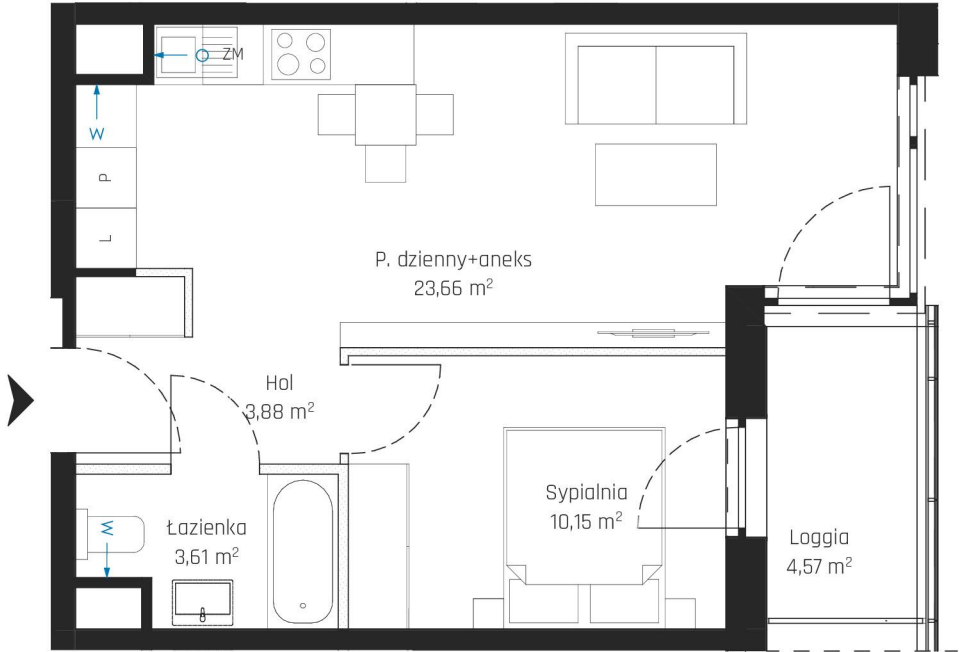 ZM
W
P
L
P. dzienny+aneks
23,66 m²
Hol
3,88 m²
Sypialnia
10,15 m²
Łazienka
3,61 m²
W
Loggia
4,57 m²